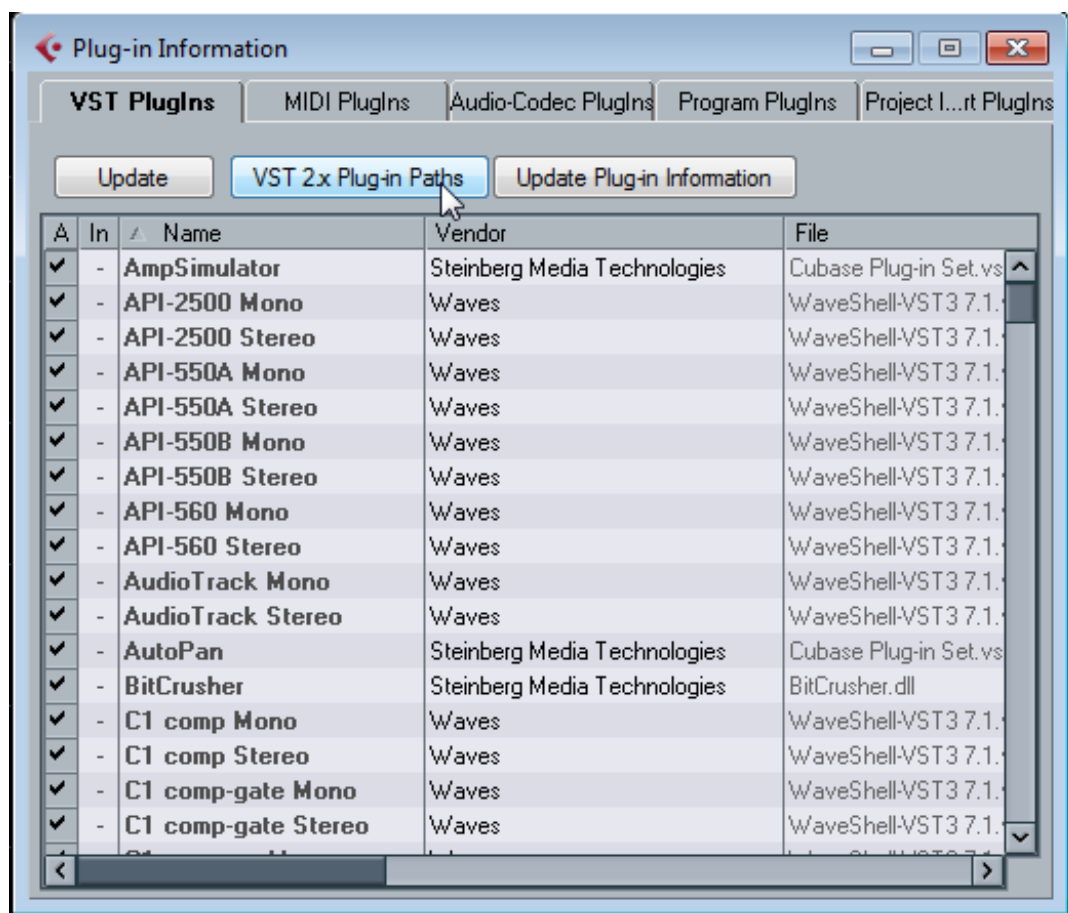 Plug-in Information
VST PlugIns MIDI PlugIns Audio-Codec PlugIns Program PlugIns Project I...rt PlugIns
Update VST 2.x Plug-in Paths Update Plug-in Information
A In Name Vendor File
- AmpSimulator Steinberg Media Technologies Cubase Plug-in Set.vs
- API-2500 Mono Waves WaveShell-VST3 7.1.
- API-2500 Stereo Waves WaveShell-VST3 7.1.
- API-550A Mono Waves WaveShell-VST3 7.1.
- API-550A Stereo Waves WaveShell-VST3 7.1.
- API-550B Mono Waves WaveShell-VST3 7.1.
- API-550B Stereo Waves WaveShell-VST3 7.1.
- API-560 Mono Waves WaveShell-VST3 7.1.
- API-560 Stereo Waves WaveShell-VST3 7.1.
- AudioTrack Mono Waves WaveShell-VST3 7.1.
- AudioTrack Stereo Waves WaveShell-VST3 7.1.
- AutoPan Steinberg Media Technologies Cubase Plug-in Set.vs
- BitCrusher Steinberg Media Technologies BitCrusher.dll
- C1 comp Mono Waves WaveShell-VST3 7.1.
- C1 comp Stereo Waves WaveShell-VST3 7.1.
- C1 comp-gate Mono Waves WaveShell-VST3 7.1.
- C1 comp-gate Stereo Waves WaveShell-VST3 7.1.